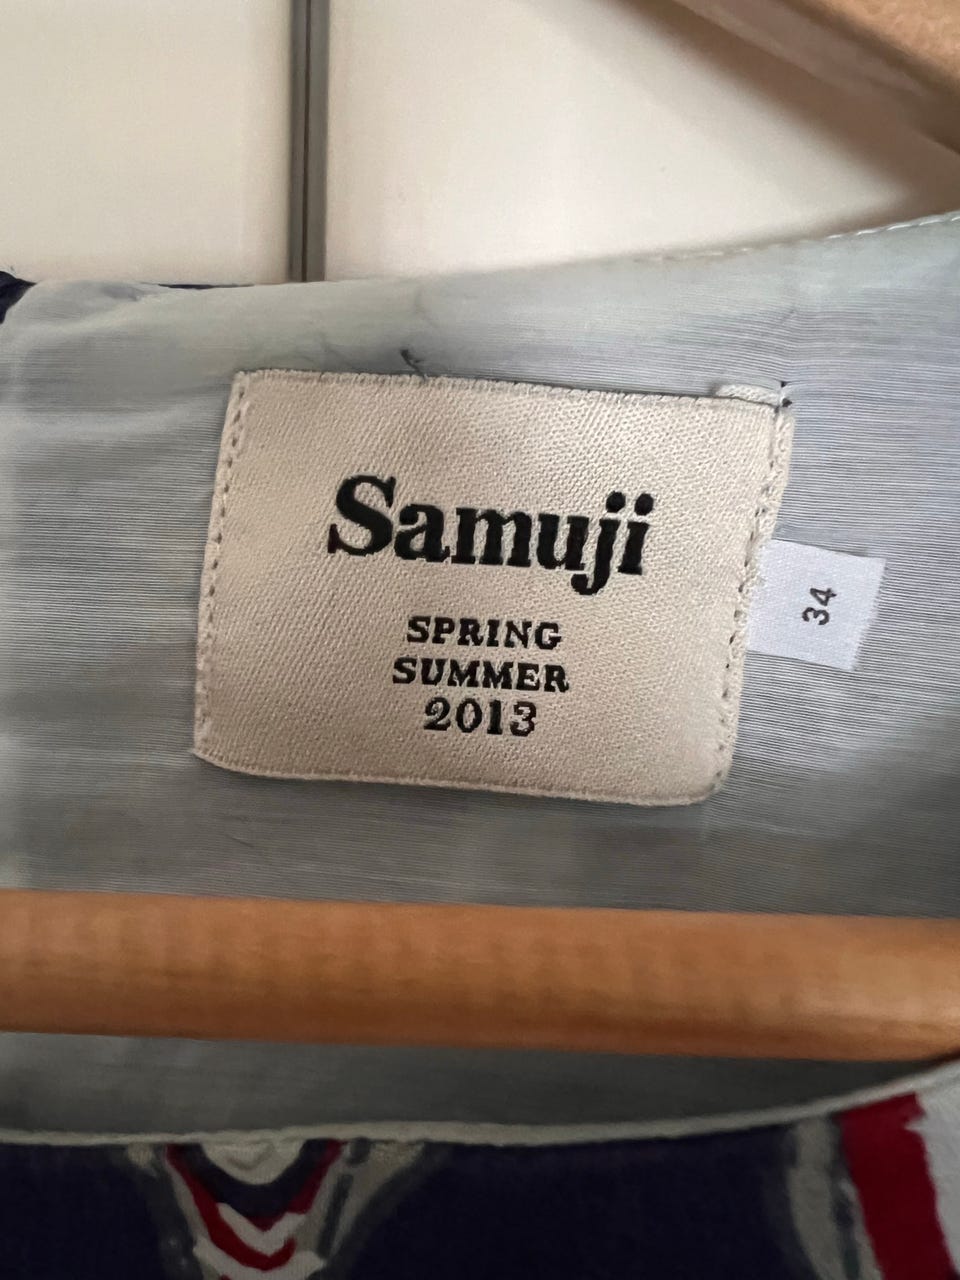 Samuji
SPRING
SUMMER
2013
34